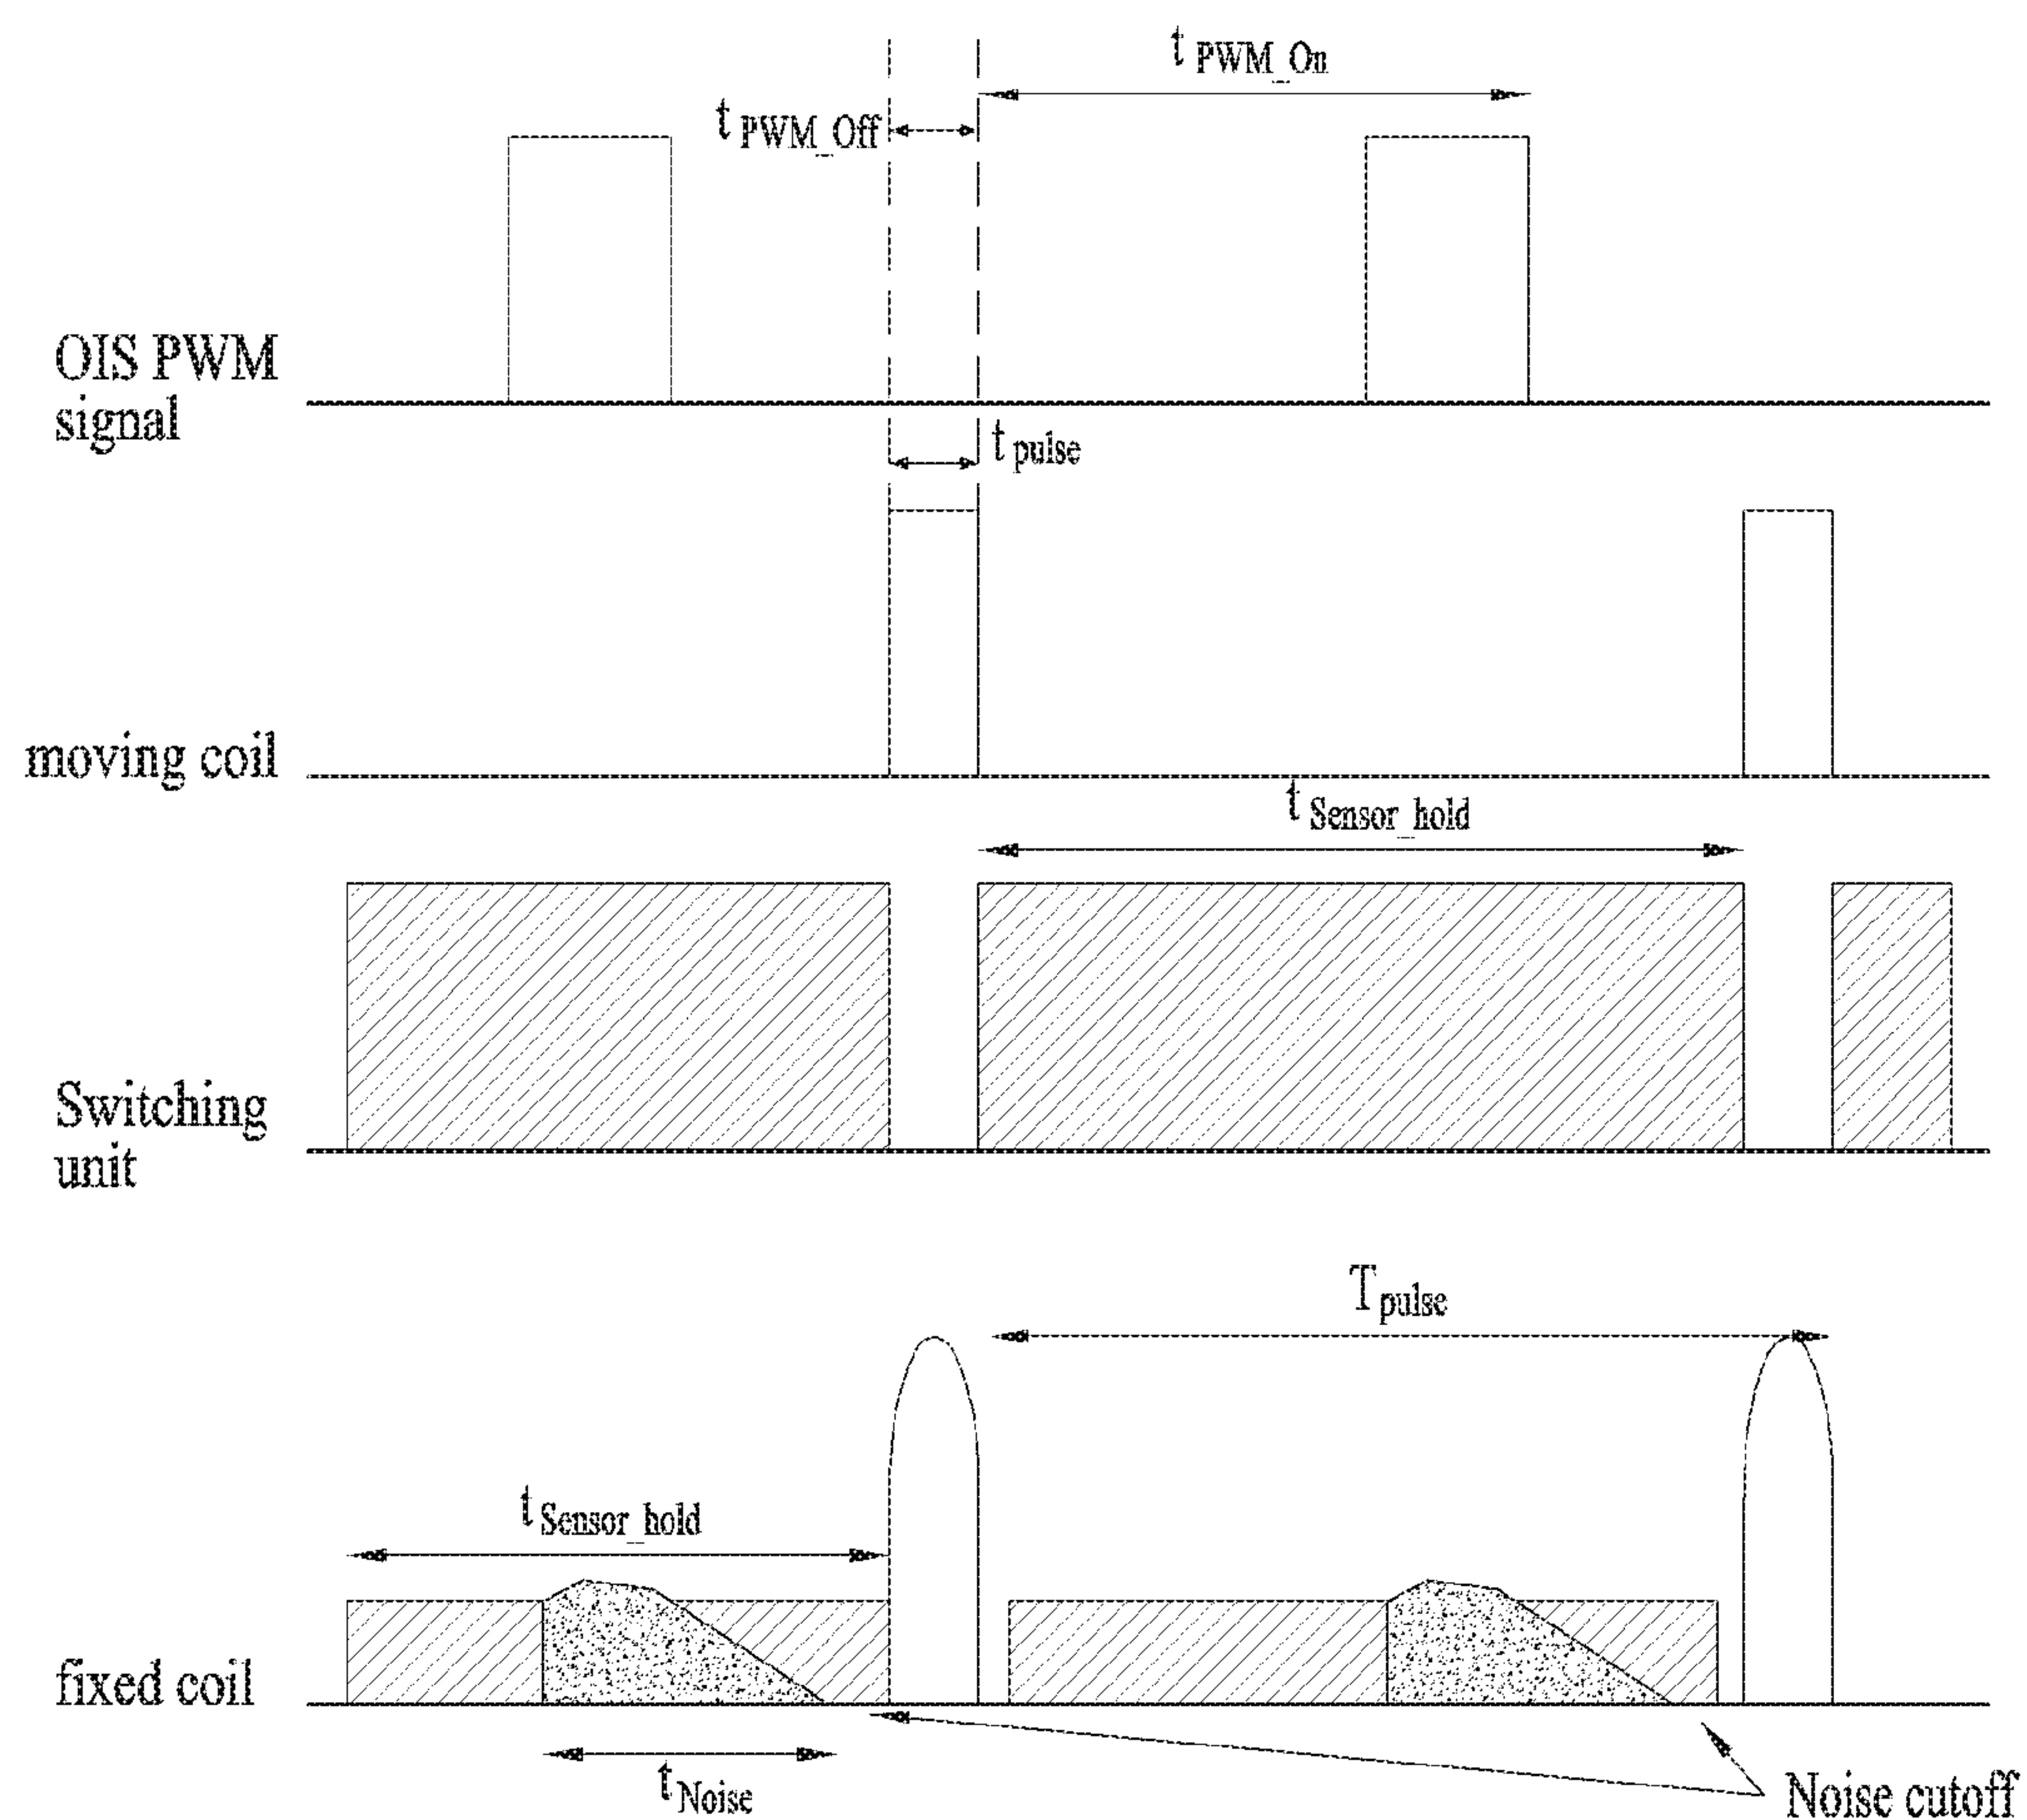 t PWM_On
t PWM_Off
OIS PWM
signal
t pulse
moving coil
t Sensor_hold
Switching
unit
T pulse
t Sensor_hold
fixed coil
t Noise
Noise cutoff